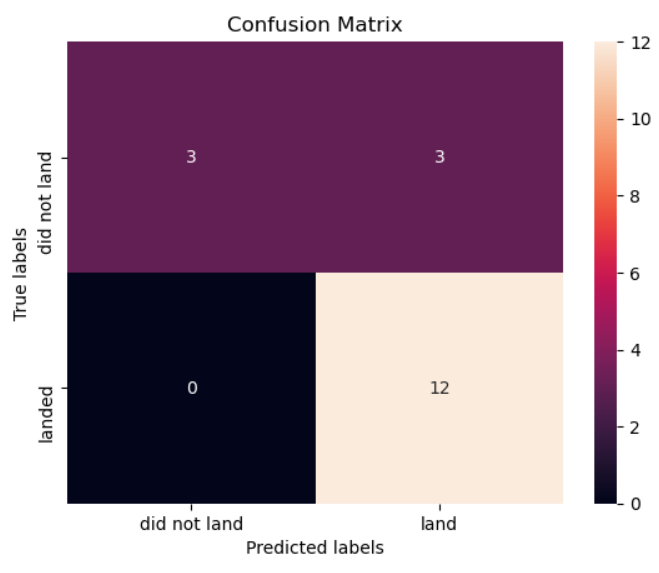 Confusion Matrix
True labels
did not land
3
3
landed
0
12
did not land
land
Predicted labels
12
10
8
6
4
2
0